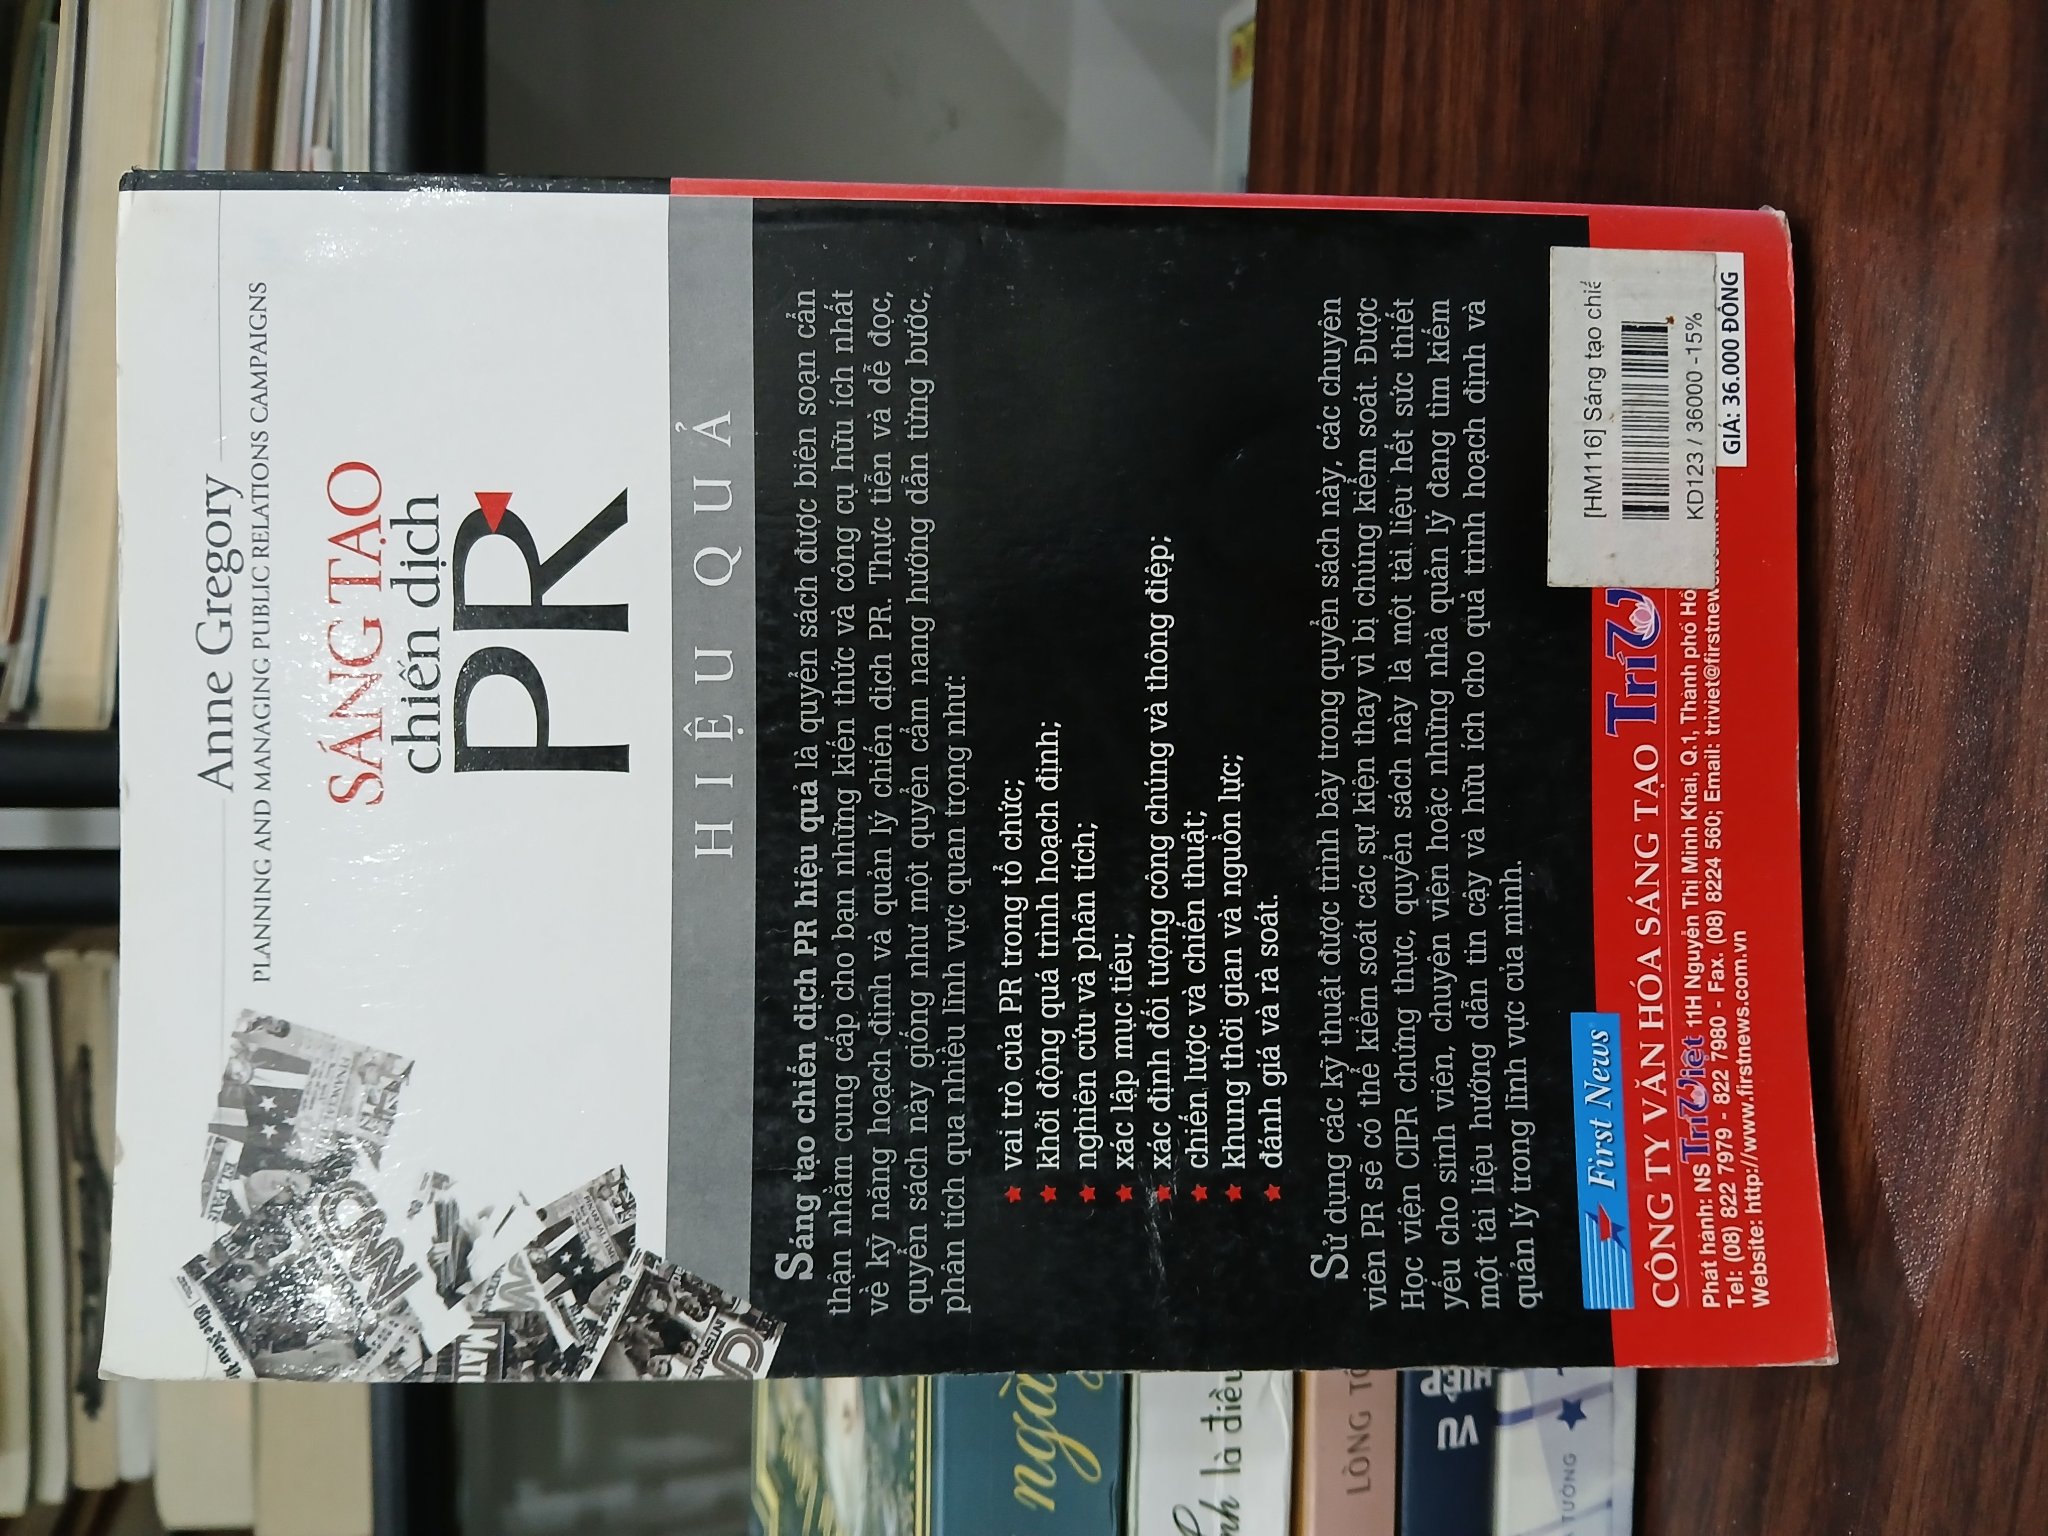 Anne Gregory
PLANNING AND MANAGING PUBLIC RELATIONS CAMPAIGNS
SÁNG TẠO
chiến dịch
PR
HIỆU QUẢ
Sáng tạo chiến dịch PR hiệu quả là quyển sách được biên soạn cẩn
thận nhằm cung cấp cho bạn những kiến thức và công cụ hữu ích nhất
về kỹ năng hoạch định và quản lý chiến dịch PR. Thực tiễn và dễ đọc,
quyển sách này giống như một quyển cẩm nang hướng dẫn từng bước,
phân tích qua nhiều lĩnh vực quan trọng như:
★ vai trò của PR trong tổ chức;
★ khởi động quá trình hoạch định;
★ nghiên cứu và phân tích;
★ xác lập mục tiêu;
★ xác định đối tượng công chúng và thông điệp;
★ chiến lược và chiến thuật;
★ khung thời gian và nguồn lực;
★ đánh giá và rà soát.
Sử dụng các kỹ thuật được trình bày trong quyển sách này, các chuyên
viên PR sẽ có thể kiểm soát các sự kiện thay vì bị chúng kiểm soát. Được
Học viện CIPR chứng thực, quyển sách này là một tài liệu hết sức thiết
yếu cho sinh viên, chuyên viên hoặc những nhà quản lý đang tìm kiếm
một tài liệu hướng dẫn tin cậy và hữu ích cho quá trình hoạch định và
quản lý trong lĩnh vực của mình.
First News
CÔNG TY VĂN HÓA SÁNG TẠO TríV
Phát hành: NS TríViệt 11H Nguyễn Thị Minh Khai, Q.1, Thành phố Hồ
Tel: (08) 822 7979 - 822 7980 - Fax. (08) 8224 560; Email: triviet@firstnew
Website: http://www.firstnews.com.vn
[HM116] Sáng tạo chiế
KD123 / 36000 -15%
GIÁ: 36.000 ĐỒNG
INTERNAT
ngà
nh là điều
LÒNG
VU
TƯỞNG